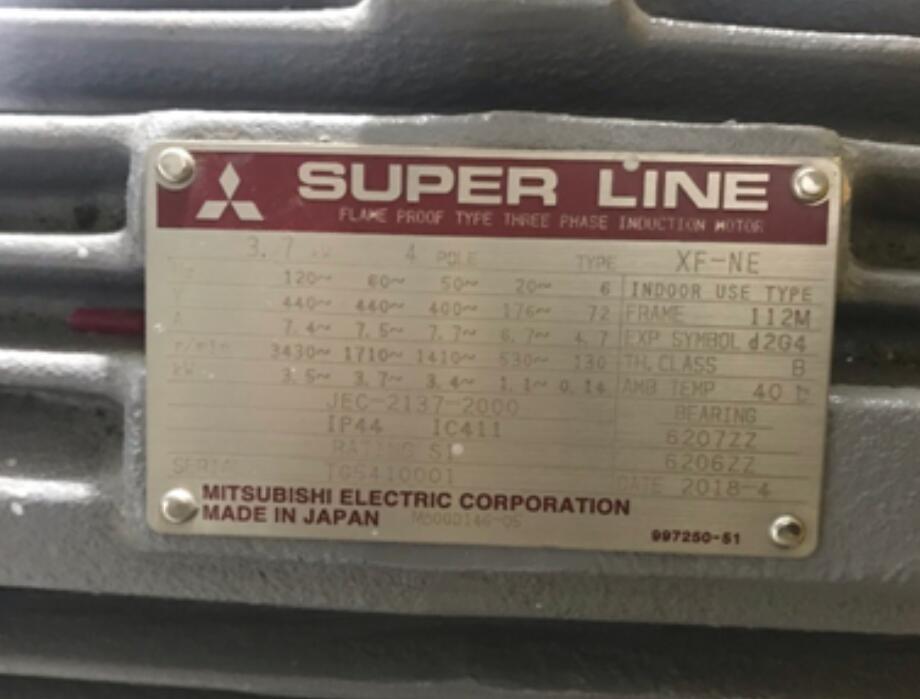 SUPER LINE
FLAME PROOF TYPE THREE PHASE INDUCTION MOTOR
3.7 kW 4 POLE TYPE XF-NE
Hz 120~ 60~ 50~ 20~ 6 INDOOR USE TYPE
V 440~ 440~ 400~ 176~ 72 FRAME 112M
A 7.4~ 7.5~ 7.7~ 6.7~ 4.7 EXP SYMBOL d2G4
r/min 3430~ 1710~ 1410~ 530~ 130 TH.CLASS B
kW 3.5~ 3.7~ 3.4~ 1.1~ 0.14 AMB TEMP 40 ℃
JEC-2137-2000 BEARING
IP44 IC411 6207ZZ
RATING S1 6206ZZ
SERIAL DATE 2018-4
MITSUBISHI ELECTRIC CORPORATION
MADE IN JAPAN
997250-51